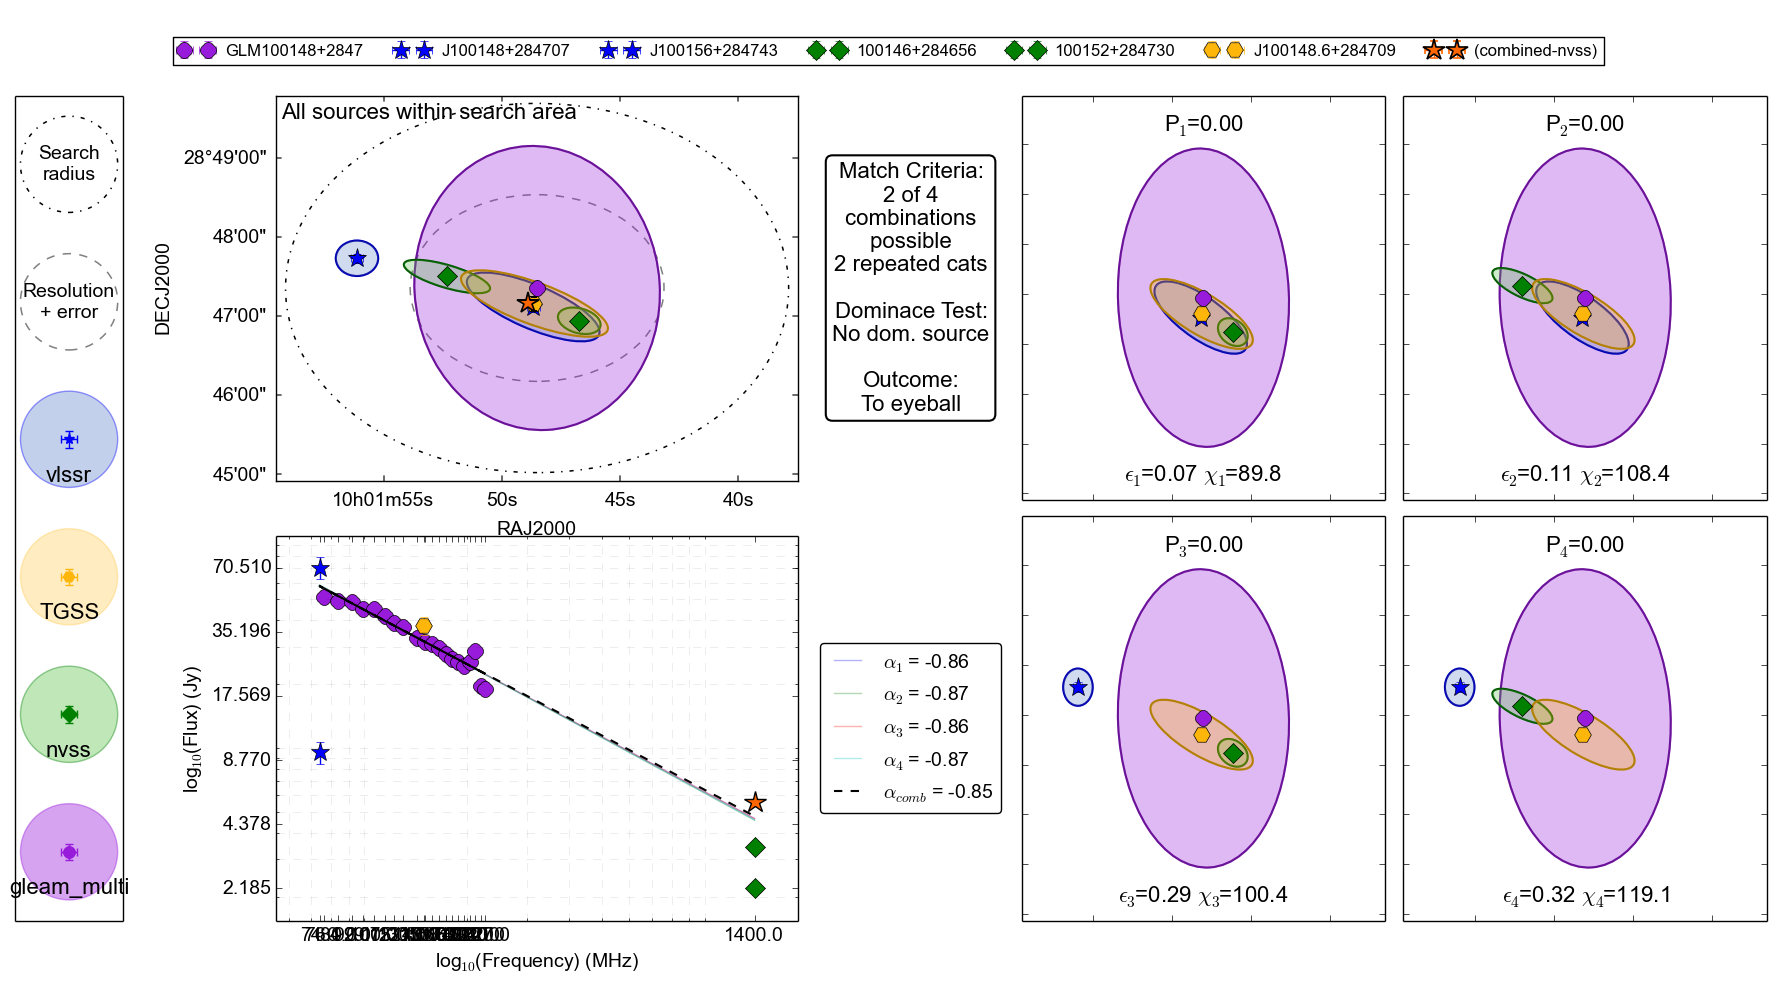 GLM100148+2847 J100148+284707 J100156+284743 100146+284656 100152+284730 J100148.6+284709 (combined-nvss)
Search
radius
Resolution
+ error
vlssr
TGSS
nvss
gleam_multi
All sources within search area
DECJ2000
28°49'00"
48'00"
47'00"
46'00"
45'00"
10h01m55s 50s 45s 40s
RAJ2000
Match Criteria:
2 of 4
combinations
possible
2 repeated cats
Dominace Test:
No dom. source
Outcome:
To eyeball
P1=0.00
ϵ1=0.07 χ1=89.8
P2=0.00
ϵ2=0.11 χ2=108.4
P3=0.00
ϵ3=0.29 χ3=100.4
P4=0.00
ϵ4=0.32 χ4=119.1
log10(Flux) (Jy)
70.510
35.196
17.569
8.770
4.378
2.185
1400.0
log10(Frequency) (MHz)
α1 = -0.86
α2 = -0.87
α3 = -0.86
α4 = -0.87
αcomb = -0.85